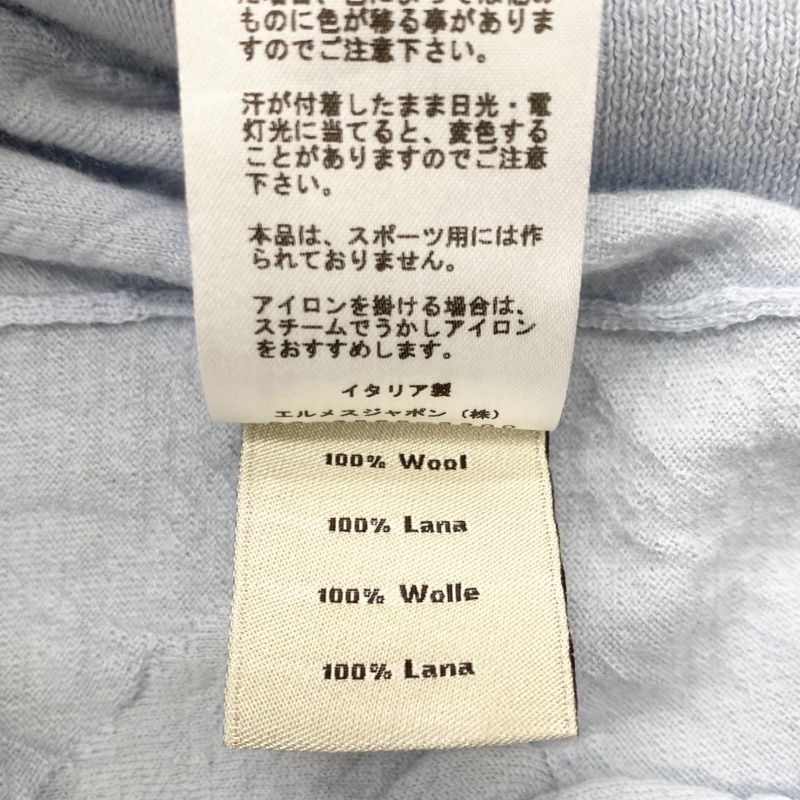 ものに色が移る事がありま
すのでご注意下さい。
汗が付着したまま日光・電
灯光に当てると、変色する
ことがありますのでご注意
下さい。
本品は、スポーツ用には作
られておりません。
アイロンを掛ける場合は、
スチームでうかしアイロン
をおすすめします。
イタリア製
エルメスジャポン（株）
100% Wool
100% Lana
100% Wolle
100% Lana